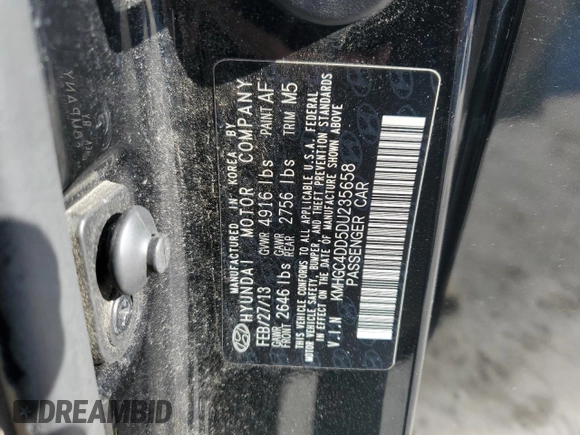 MANUFACTURED IN KOREA BY
HYUNDAI MOTOR COMPANY
FEB/27/13 GVWR 4916 lbs PAINT AF
GAWR FRONT 2646 lbs GAWR REAR 2756 lbs TRIM M5
THIS VEHICLE CONFORMS TO ALL APPLICABLE U.S.A. FEDERAL
MOTOR VEHICLE SAFETY, BUMPER, AND THEFT PREVENTION STANDARDS
IN EFFECT ON THE DATE OF MANUFACTURE SHOWN ABOVE
V.I.N KMHGC4DD5DU235658
PASSENGER CAR
DREAMBID